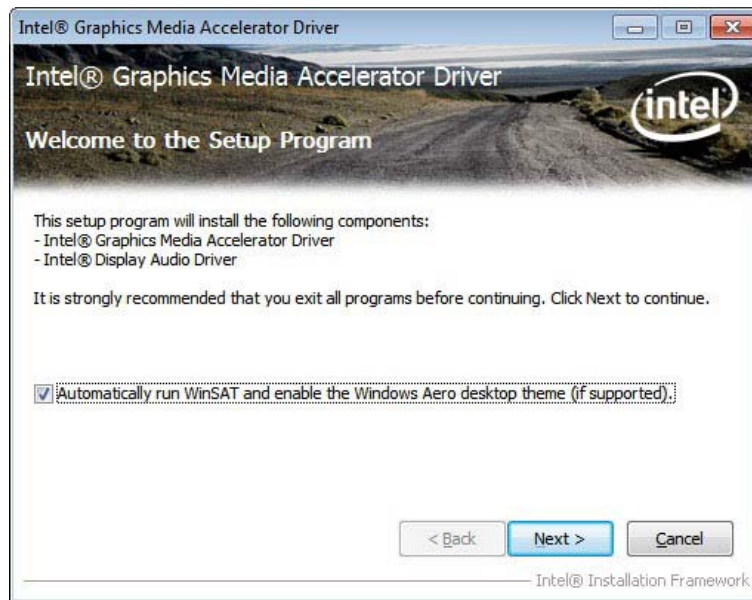 Intel® Graphics Media Accelerator Driver
Intel® Graphics Media Accelerator Driver
intel
Welcome to the Setup Program
This setup program will install the following components:
- Intel® Graphics Media Accelerator Driver
- Intel® Display Audio Driver
It is strongly recommended that you exit all programs before continuing. Click Next to continue.
Automatically run WinSAT and enable the Windows Aero desktop theme (if supported).
< Back Next > Cancel
Intel® Installation Framework